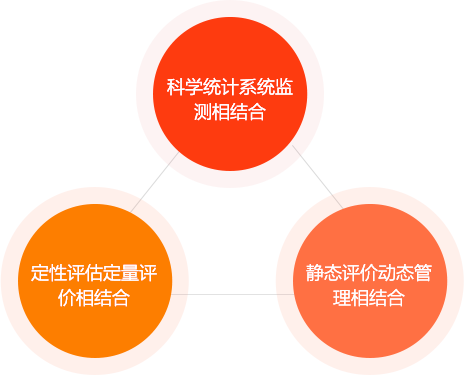 科学统计系统监
测相结合
定性评估定量评
价相结合
静态评价动态管
理相结合